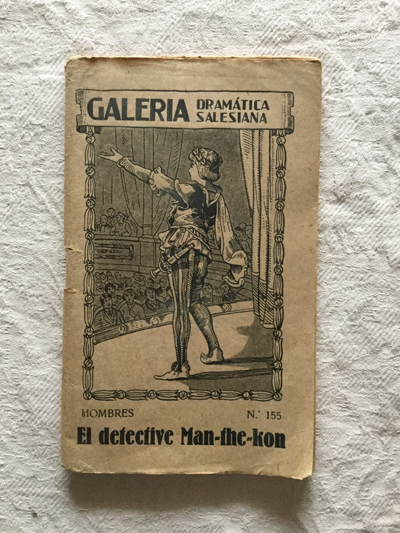 GALERIA DRAMÁTICA
SALESIANA
HOMBRES N.° 155
El detective Man-the-kon